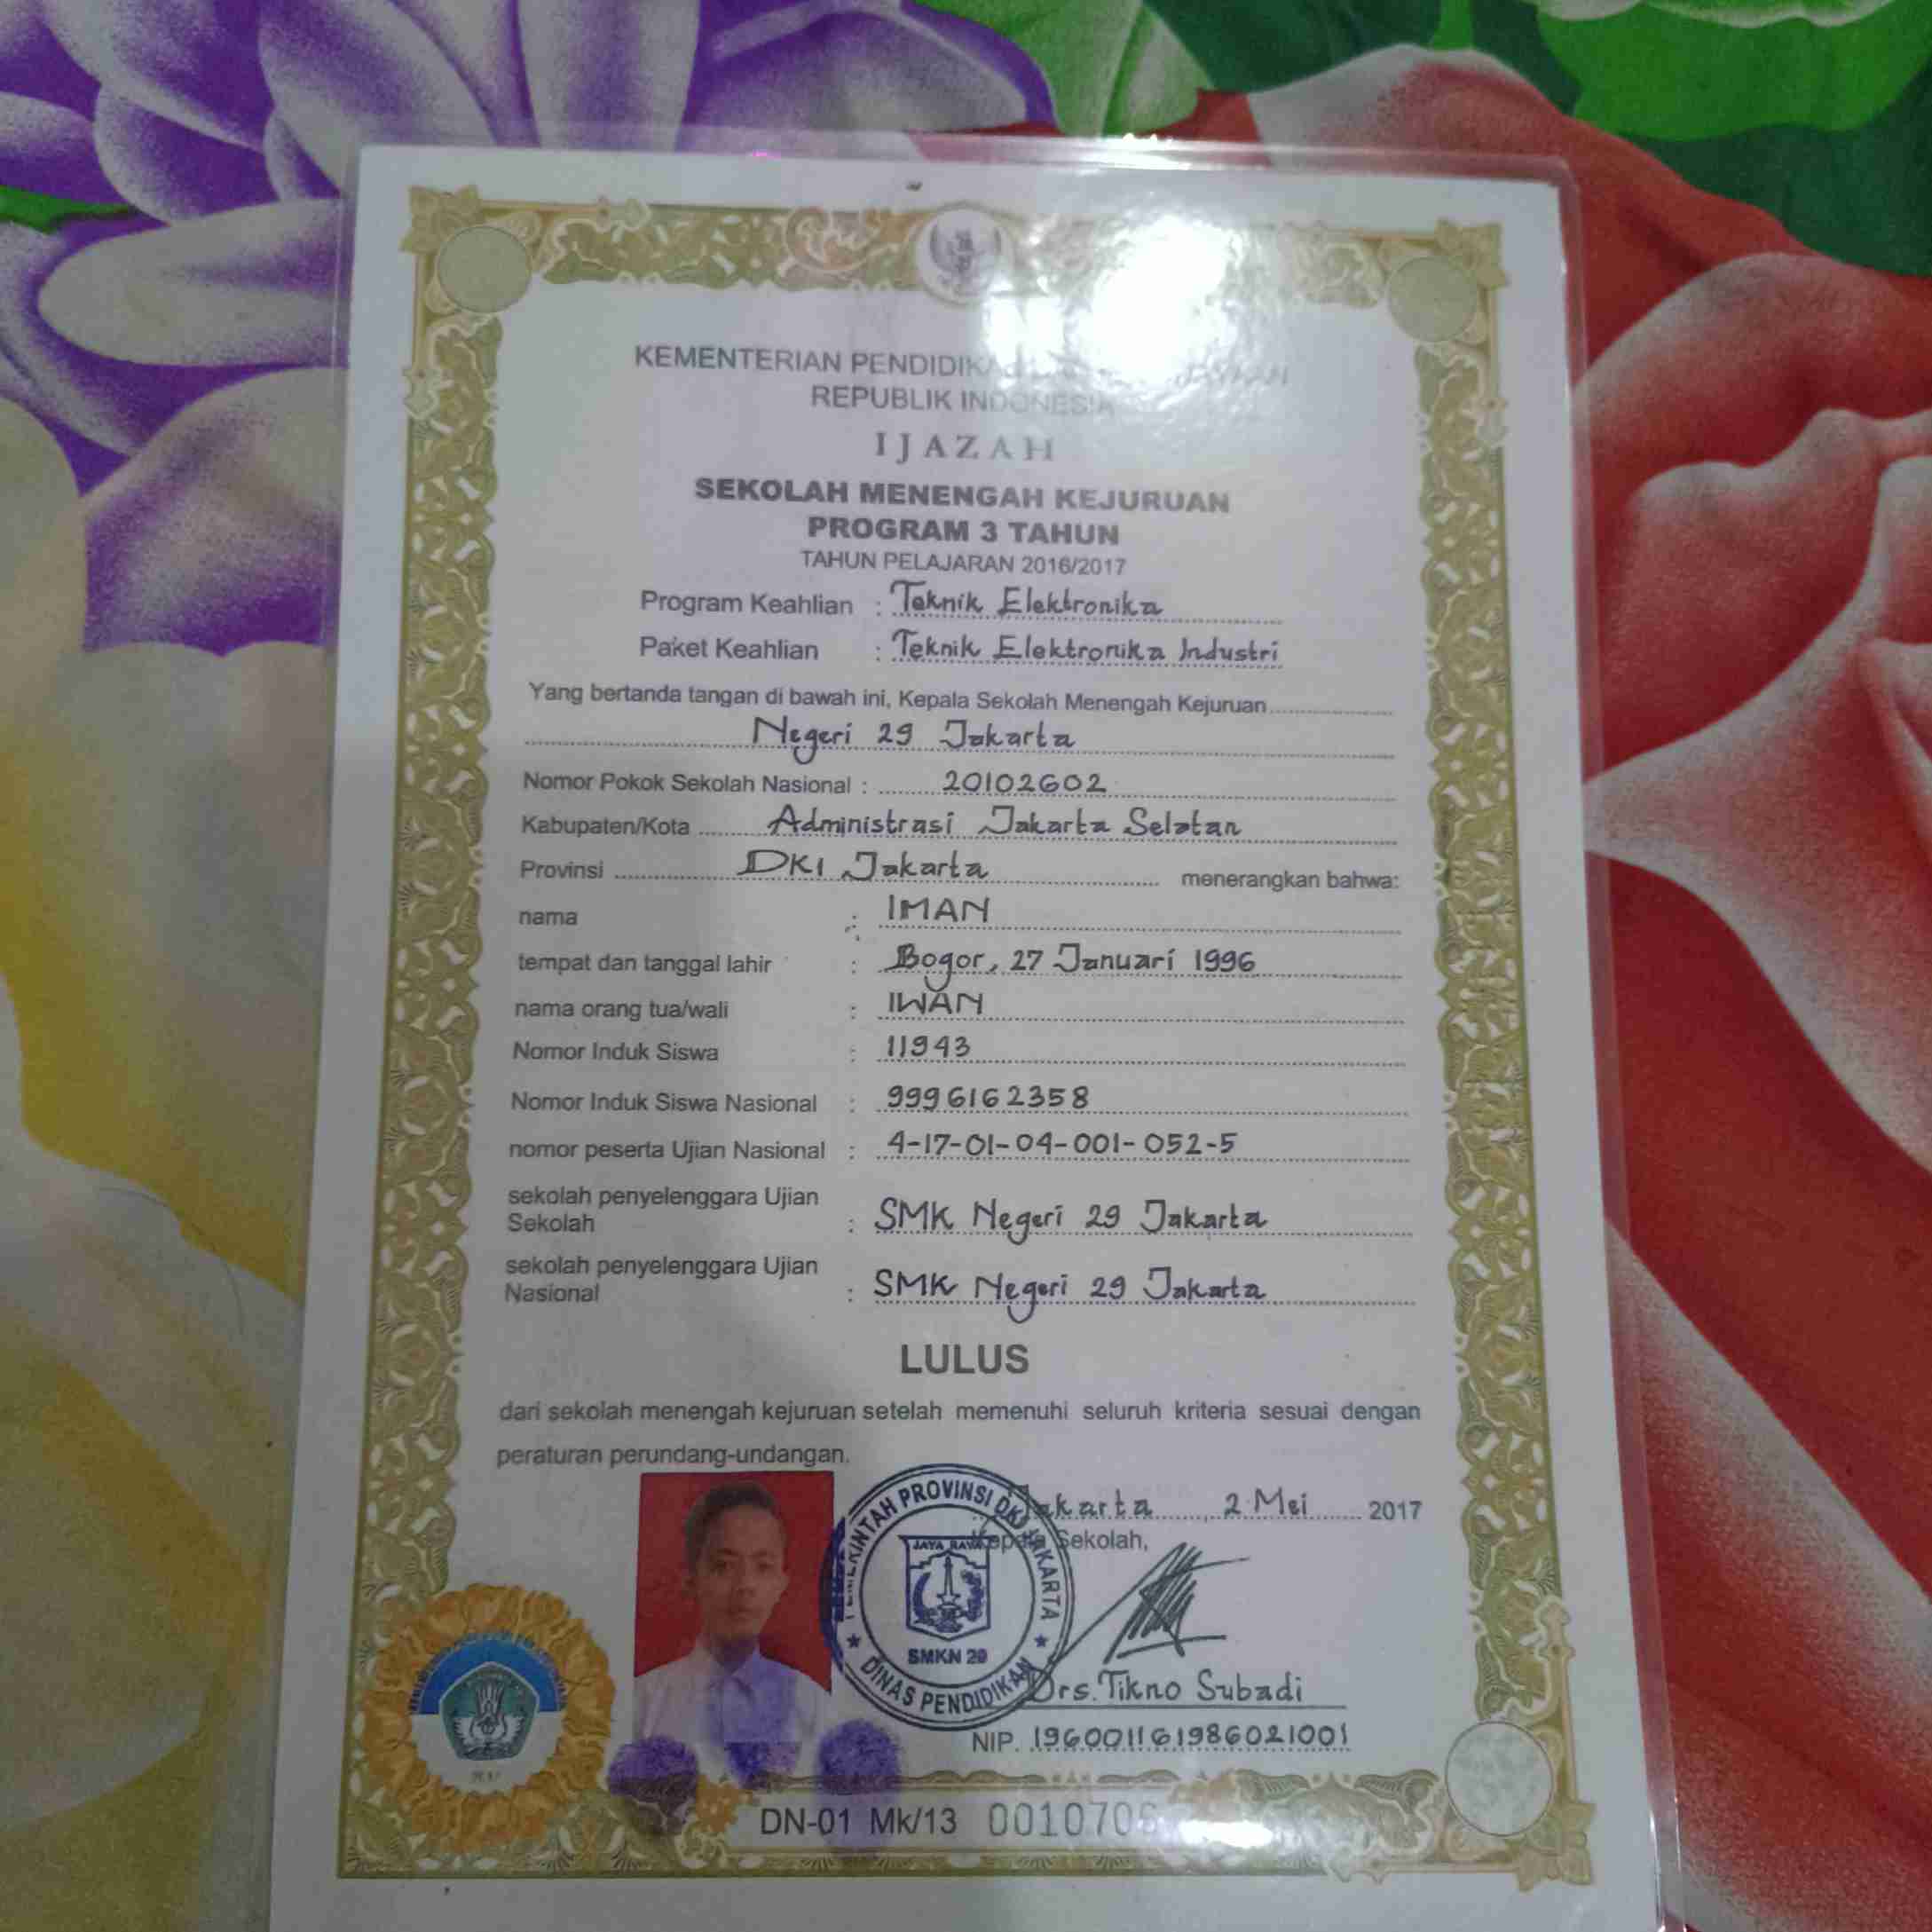 KEMENTERIAN PENDIDIKA
REPUBLIK INDONESIA
IJAZAH
SEKOLAH MENENGAH KEJURUAN
PROGRAM 3 TAHUN
TAHUN PELAJARAN 2016/2017
Program Keahlian : Teknik Elektronika
Paket Keahlian : Teknik Elektronika Industri
Yang bertanda tangan di bawah ini, Kepala Sekolah Menengah Kejuruan
Negeri 29 Jakarta
Nomor Pokok Sekolah Nasional : 20102602
Kabupaten/Kota Administrasi Jakarta Selatan
Provinsi DKI Jakarta menerangkan bahwa:
nama : IMAN
tempat dan tanggal lahir : Bogor, 27 Januari 1996
nama orang tua/wali : IWAN
Nomor Induk Siswa : 11943
Nomor Induk Siswa Nasional : 9996162358
nomor peserta Ujian Nasional : 4-17-01-04-001-052-5
sekolah penyelenggara Ujian
Sekolah : SMK Negeri 29 Jakarta
sekolah penyelenggara Ujian
Nasional : SMK Negeri 29 Jakarta
LULUS
dari sekolah menengah kejuruan setelah memenuhi seluruh kriteria sesuai dengan
peraturan perundang-undangan.
Jakarta, 2 Mei 2017
Kepala Sekolah,
PEMERINTAH PROVINSI DKI JAKARTA
JAYA RAYA
SMKN 29
DINAS PENDIDIKAN
Drs. Tikno Subadi
NIP. 196001161986021001
DN-01 Mk/13 001070